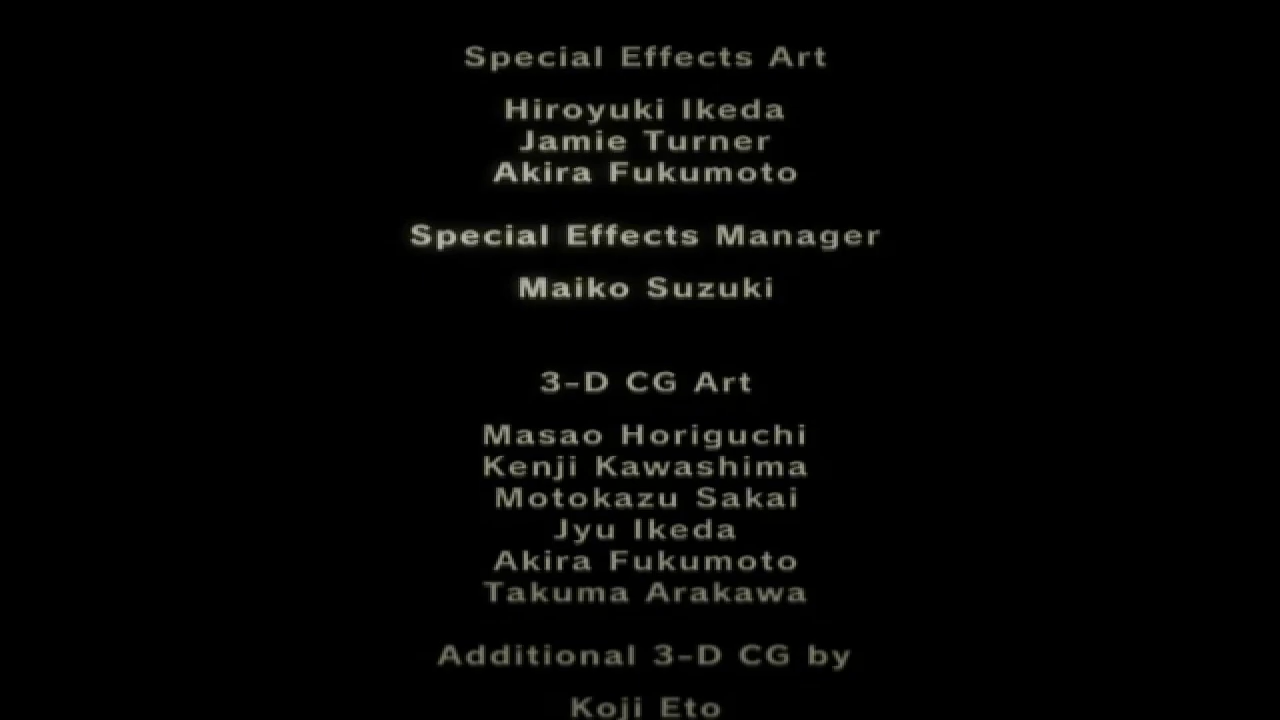 Special Effects Art
Hiroyuki Ikeda
Jamie Turner
Akira Fukumoto
Special Effects Manager
Maiko Suzuki
3-D CG Art
Masao Horiguchi
Kenji Kawashima
Motokazu Sakai
Jyu Ikeda
Akira Fukumoto
Takuma Arakawa
Additional 3-D CG by
Koji Eto